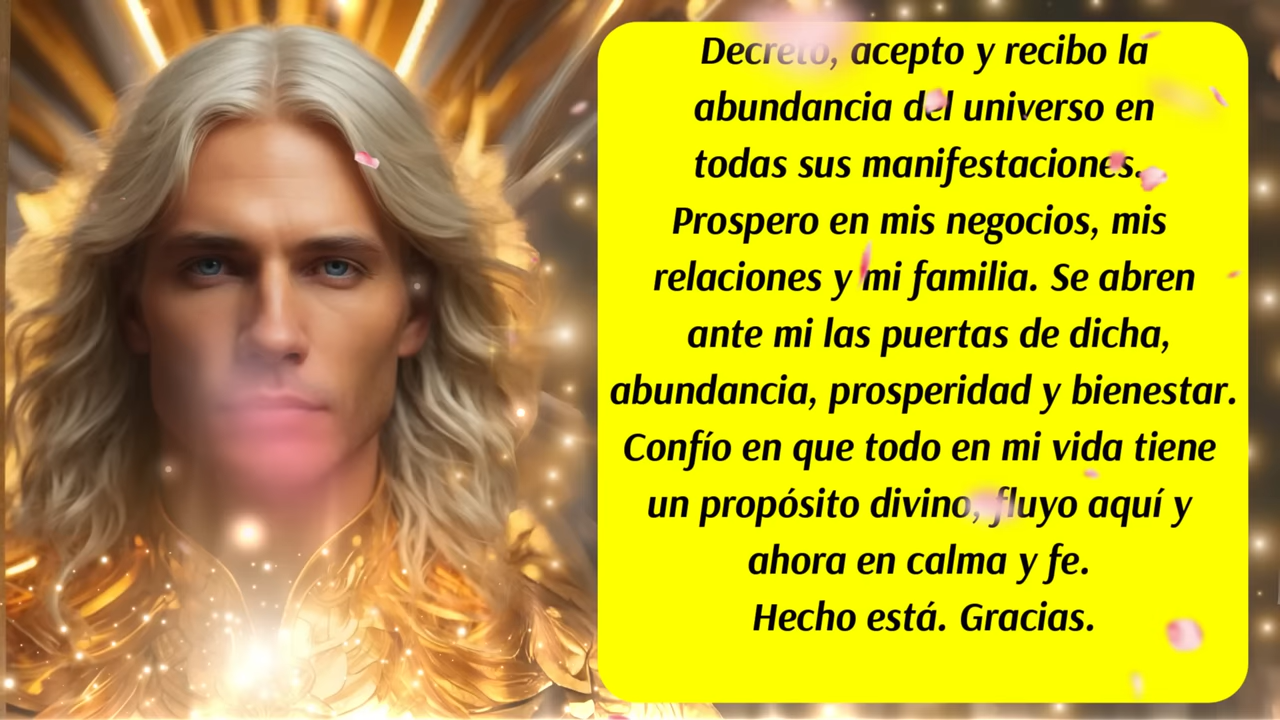 Decreto, acepto y recibo la
abundancia del universo en
todas sus manifestaciones.
Prospero en mis negocios, mis
relaciones y mi familia. Se abren
ante mi las puertas de dicha,
abundancia, prosperidad y bienestar.
Confío en que todo en mi vida tiene
un propósito divino, fluyo aquí y
ahora en calma y fe.
Hecho está. Gracias.